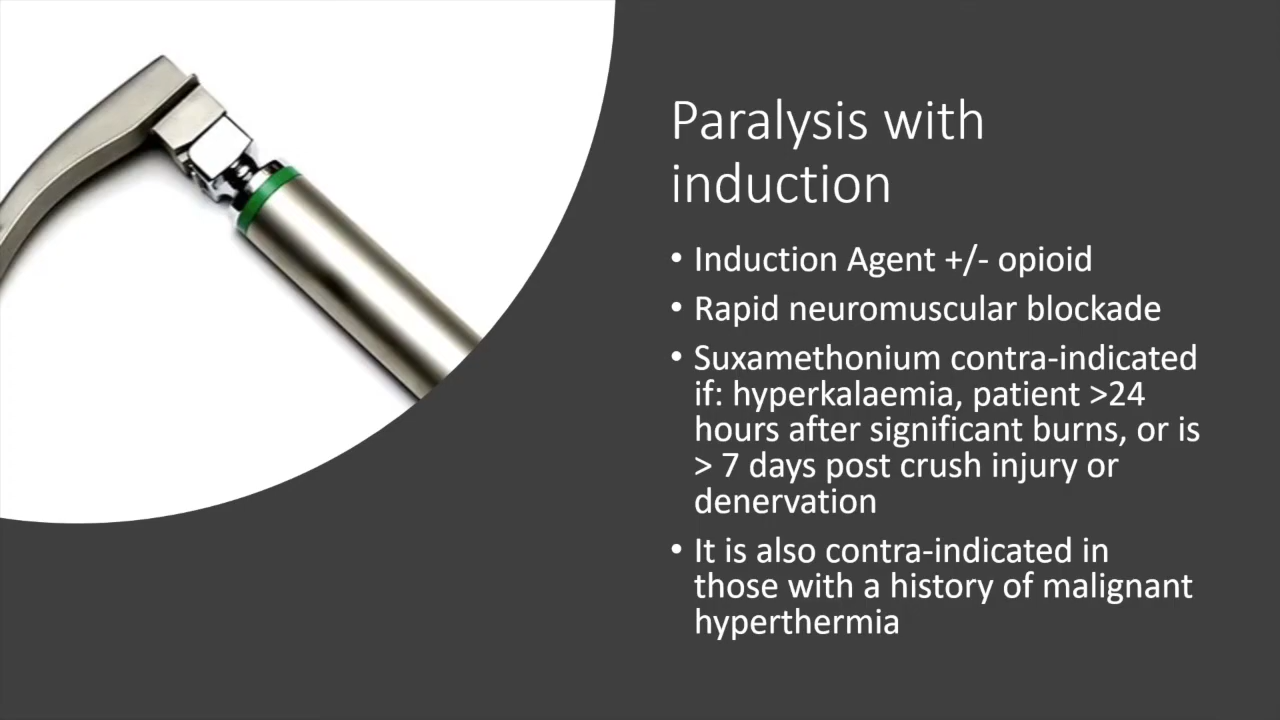 Paralysis with
induction
• Induction Agent +/- opioid
• Rapid neuromuscular blockade
• Suxamethonium contra-indicated
if: hyperkalaemia, patient >24
hours after significant burns, or is
> 7 days post crush injury or
denervation
• It is also contra-indicated in
those with a history of malignant
hyperthermia